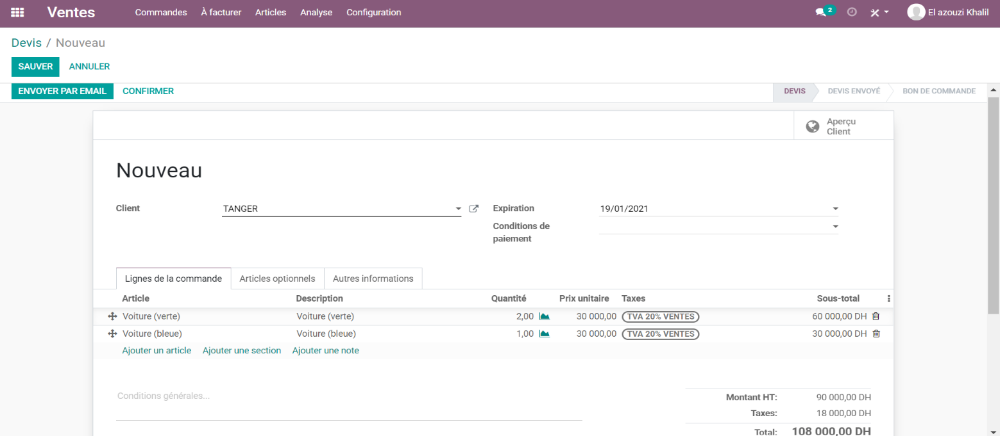 Ventes Commandes À facturer Articles Analyse Configuration 2 El azouzi Khalil
Devis / Nouveau
SAUVER ANNULER
ENVOYER PAR EMAIL CONFIRMER DEVIS DEVIS ENVOYÉ BON DE COMMANDE
Aperçu
Client
Nouveau
Client TANGER Expiration 19/01/2021
Conditions de
paiement
Lignes de la commande Articles optionnels Autres informations
Article Description Quantité Prix unitaire Taxes Sous-total
Voiture (verte) Voiture (verte) 2,00 30 000,00 TVA 20% VENTES 60 000,00 DH
Voiture (bleue) Voiture (bleue) 1,00 30 000,00 TVA 20% VENTES 30 000,00 DH
Ajouter un article Ajouter une section Ajouter une note
Conditions générales...
Montant HT: 90 000,00 DH
Taxes: 18 000,00 DH
Total: 108 000,00 DH